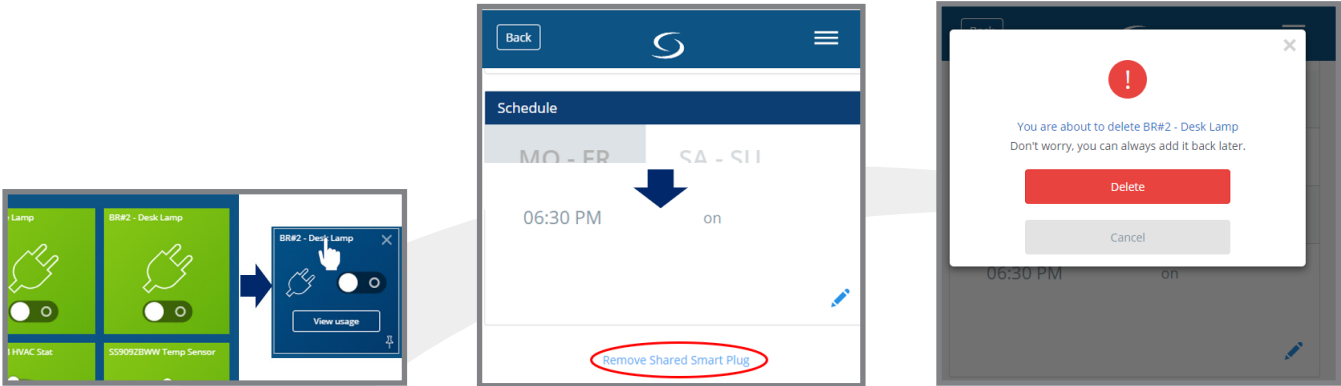 Lamp
BR#2 - Desk Lamp
HVAC Stat
SS909ZBWW Temp Sensor
BR#2 - Desk Lamp
View usage
Back
Schedule
MO - FR
SA - SU
06:30 PM
on
Remove Shared Smart Plug
Back
You are about to delete BR#2 - Desk Lamp
Don't worry, you can always add it back later.
Delete
Cancel
06:30 PM
on